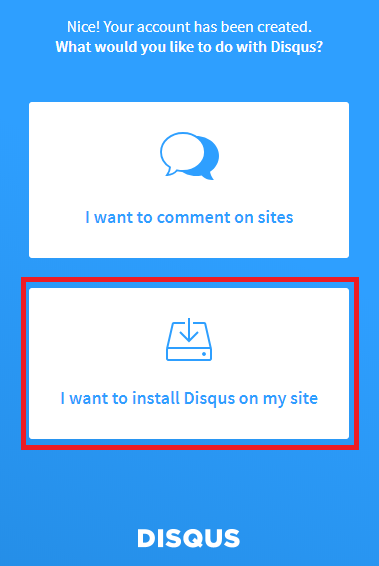 Nice! Your account has been created.
What would you like to do with Disqus?
I want to comment on sites
I want to install Disqus on my site
DISQUS